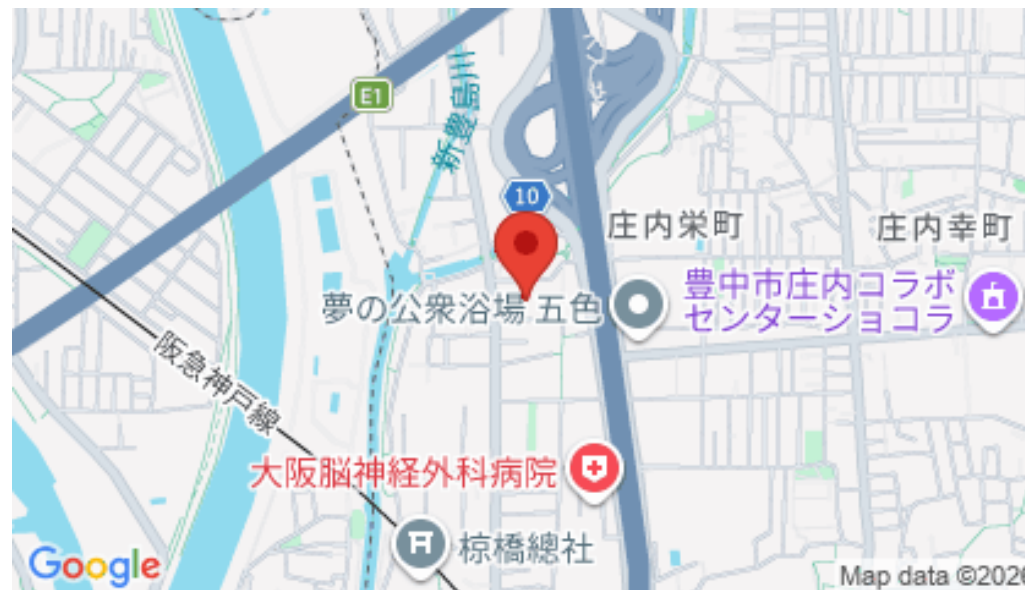 E1
新豊島川
10
庄内栄町
庄内幸町
豊中市庄内コラボ
センターショコラ
夢の公衆浴場 五色
阪急神戸線
大阪脳神経外科病院
椋橋總社
Google
Map data ©2026